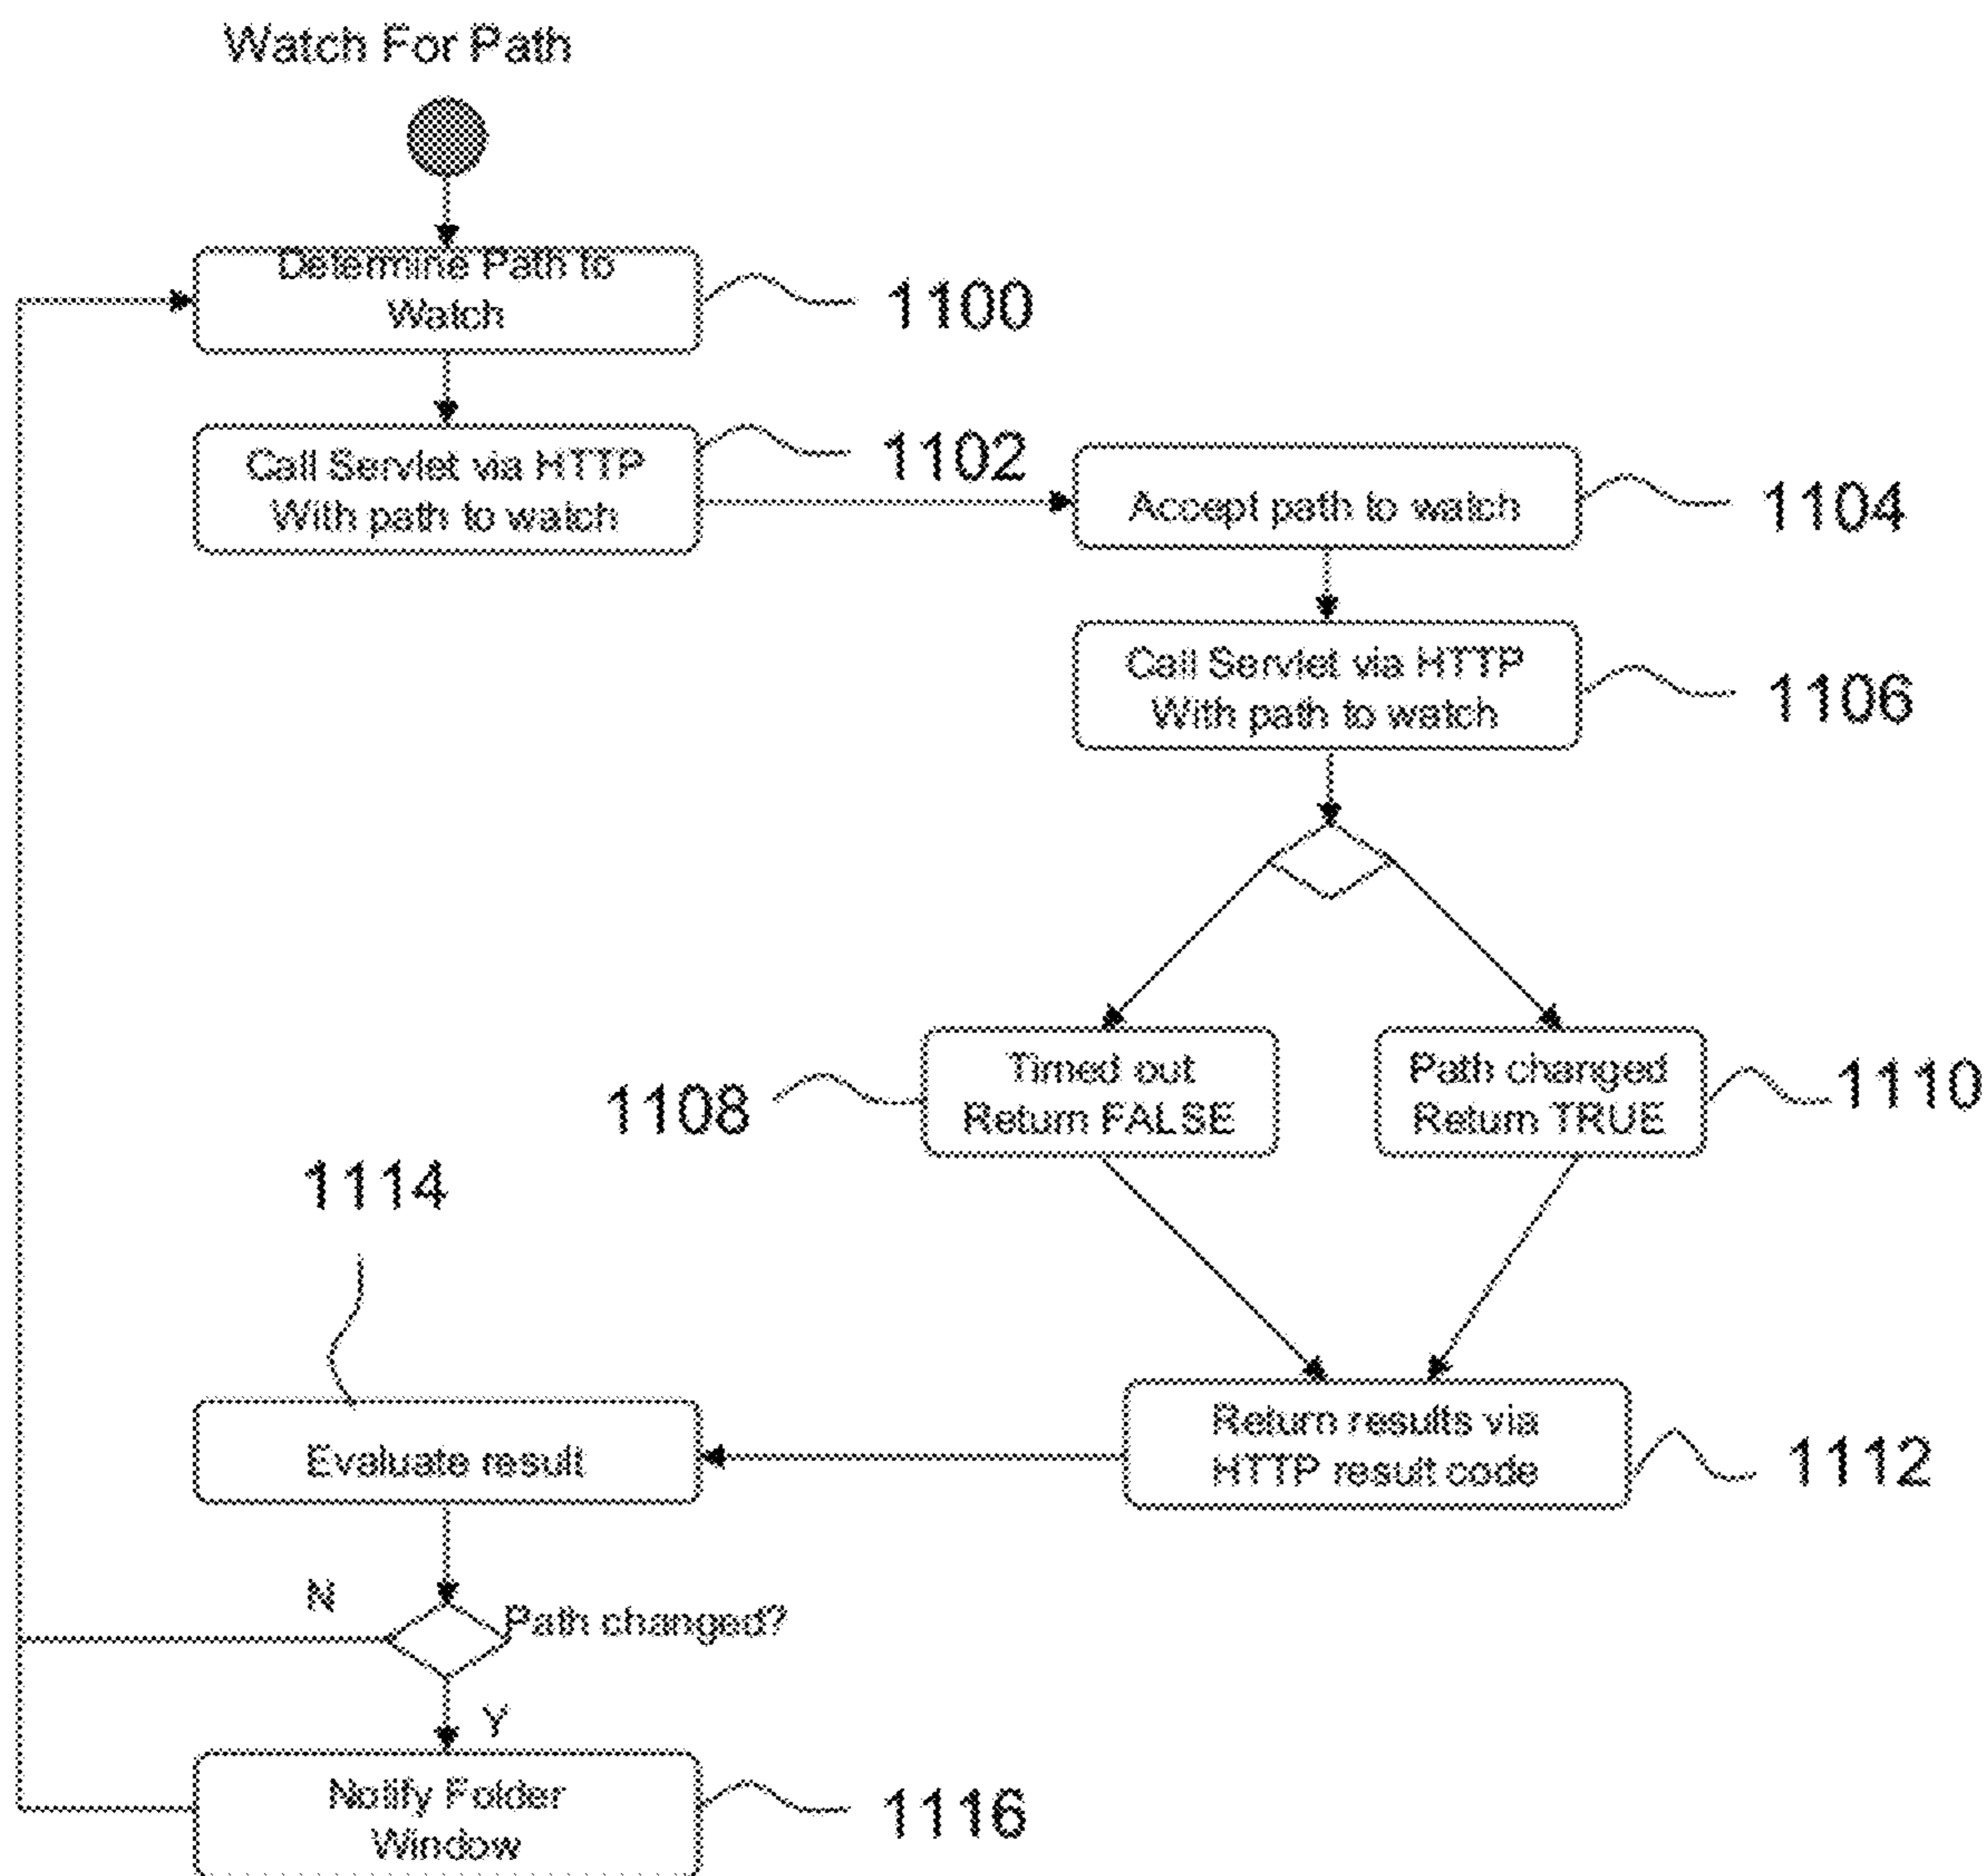 Watch For Path
Determine Path to
Watch
1100
Call Servlet via HTTP
With path to watch
1102
Accept path to watch
1104
Call Servlet via HTTP
With path to watch
1106
Timed out
Return FALSE
1108
Path changed
Return TRUE
1110
Return results via
HTTP result code
1112
1114
Evaluate result
N
Path changed?
Y
Notify Folder
Window
1116